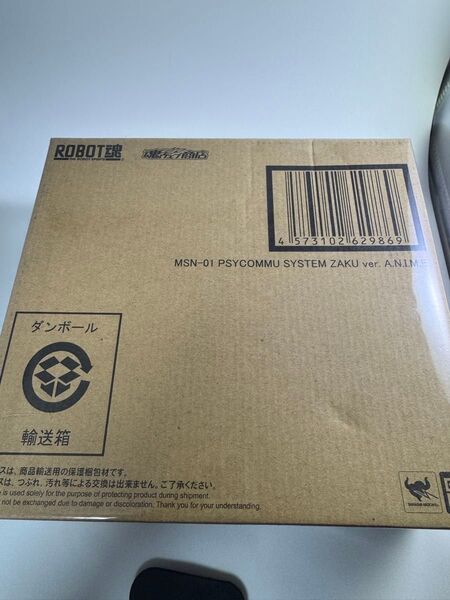 ROBOT魂
魂ウェブ商店
4 573102 629869
MSN-01 PSYCOMMU SYSTEM ZAKU ver. A.N.I.M.E
ダンボール
輸送箱
スは、商品輸送用の保護梱包材です。
スは、つぶれ、汚れ等による交換は出来ません。ご了承ください。
is used solely for the purpose of protecting product during shipment.
not be exchanged due to damage or discoloration. Thank you for your understanding.